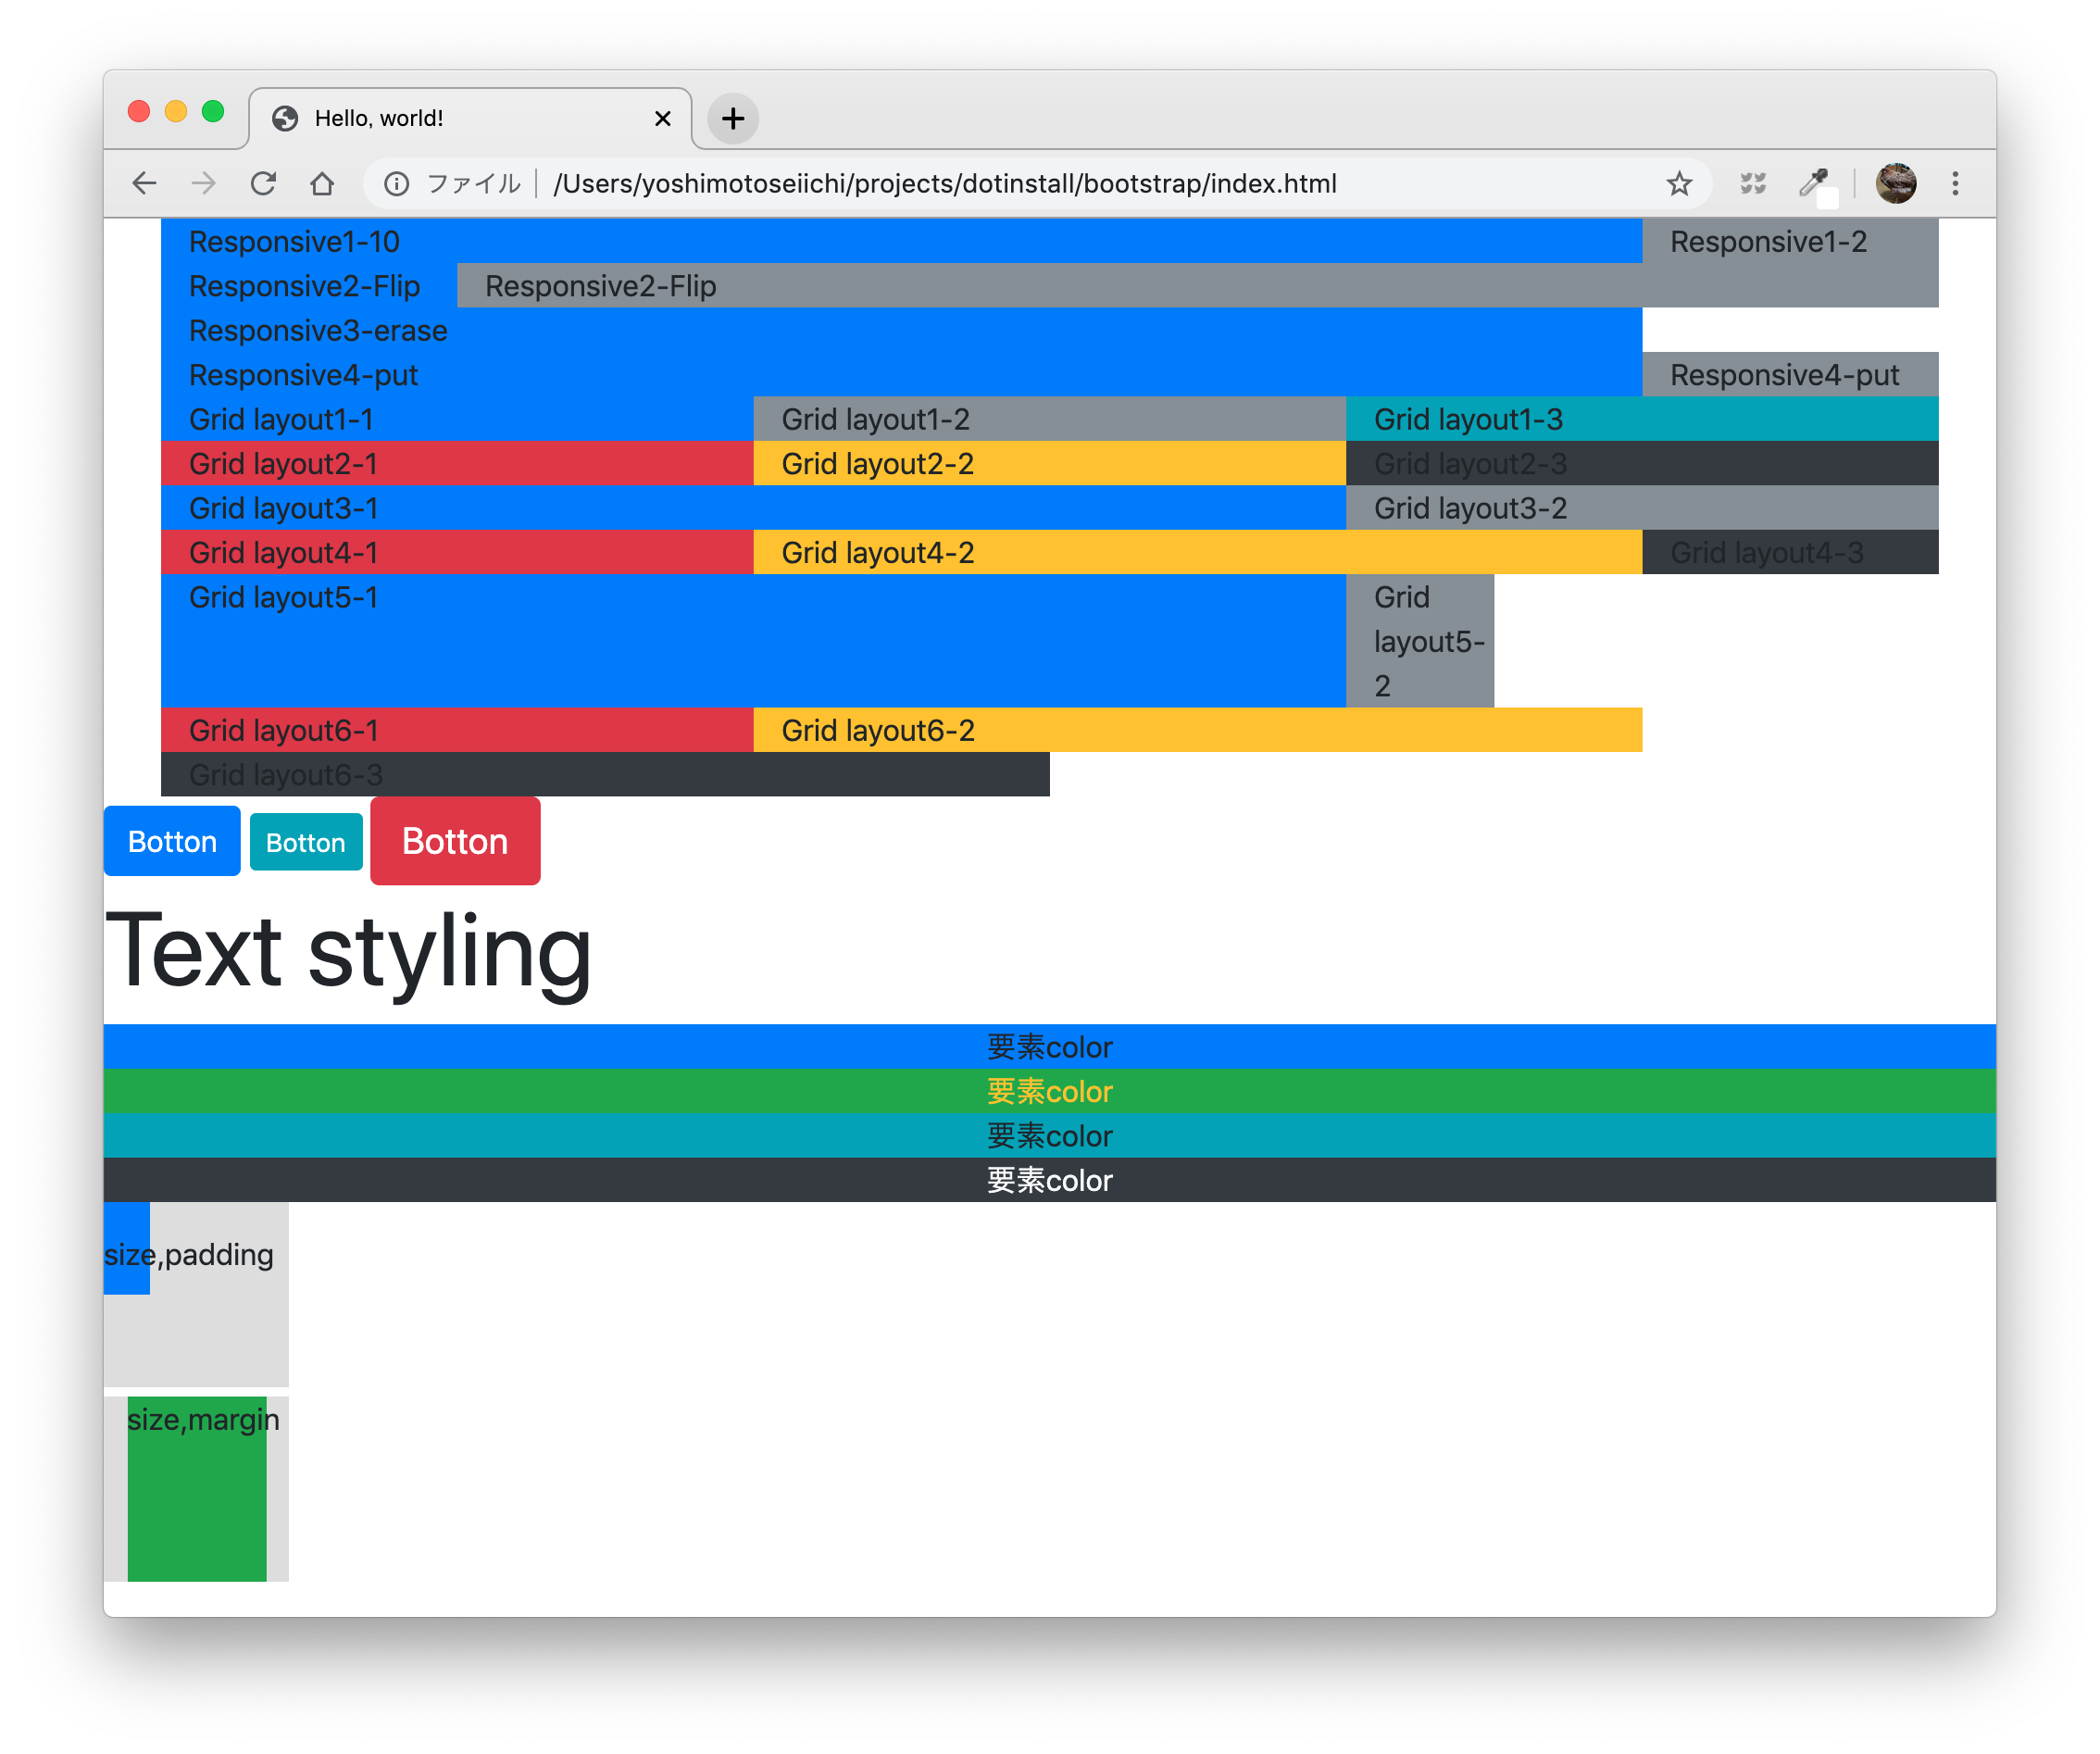 Hello, world!
ファイル /Users/yoshimotoseiichi/projects/dotinstall/bootstrap/index.html
Responsive1-10 Responsive1-2
Responsive2-Flip Responsive2-Flip
Responsive3-erase
Responsive4-put Responsive4-put
Grid layout1-1 Grid layout1-2 Grid layout1-3
Grid layout2-1 Grid layout2-2 Grid layout2-3
Grid layout3-1 Grid layout3-2
Grid layout4-1 Grid layout4-2 Grid layout4-3
Grid layout5-1 Grid
layout5-
2
Grid layout6-1 Grid layout6-2
Grid layout6-3
Botton Botton Botton
Text styling
要素color
要素color
要素color
要素color
size,padding
size,margin